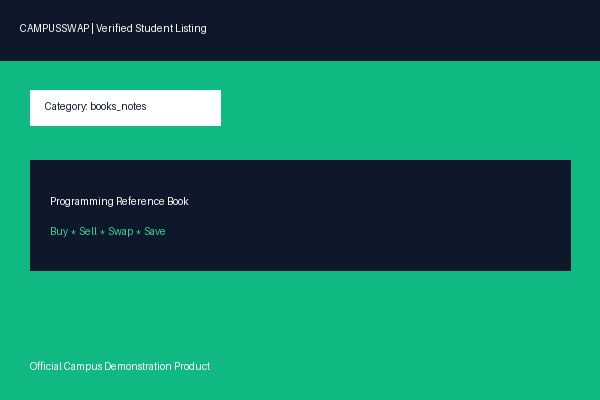 CAMPUSSWAP | Verified Student Listing
Category: books_notes
Programming Reference Book
Buy * Sell * Swap * Save
Official Campus Demonstration Product